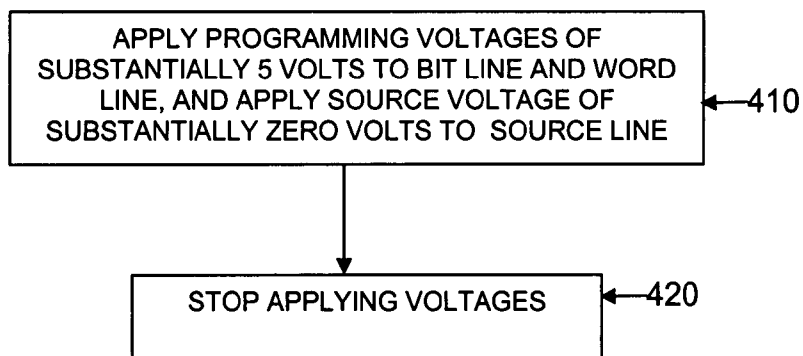 APPLY PROGRAMMING VOLTAGES OF
SUBSTANTIALLY 5 VOLTS TO BIT LINE AND WORD
LINE, AND APPLY SOURCE VOLTAGE OF
SUBSTANTIALLY ZERO VOLTS TO SOURCE LINE
410
STOP APPLYING VOLTAGES
420